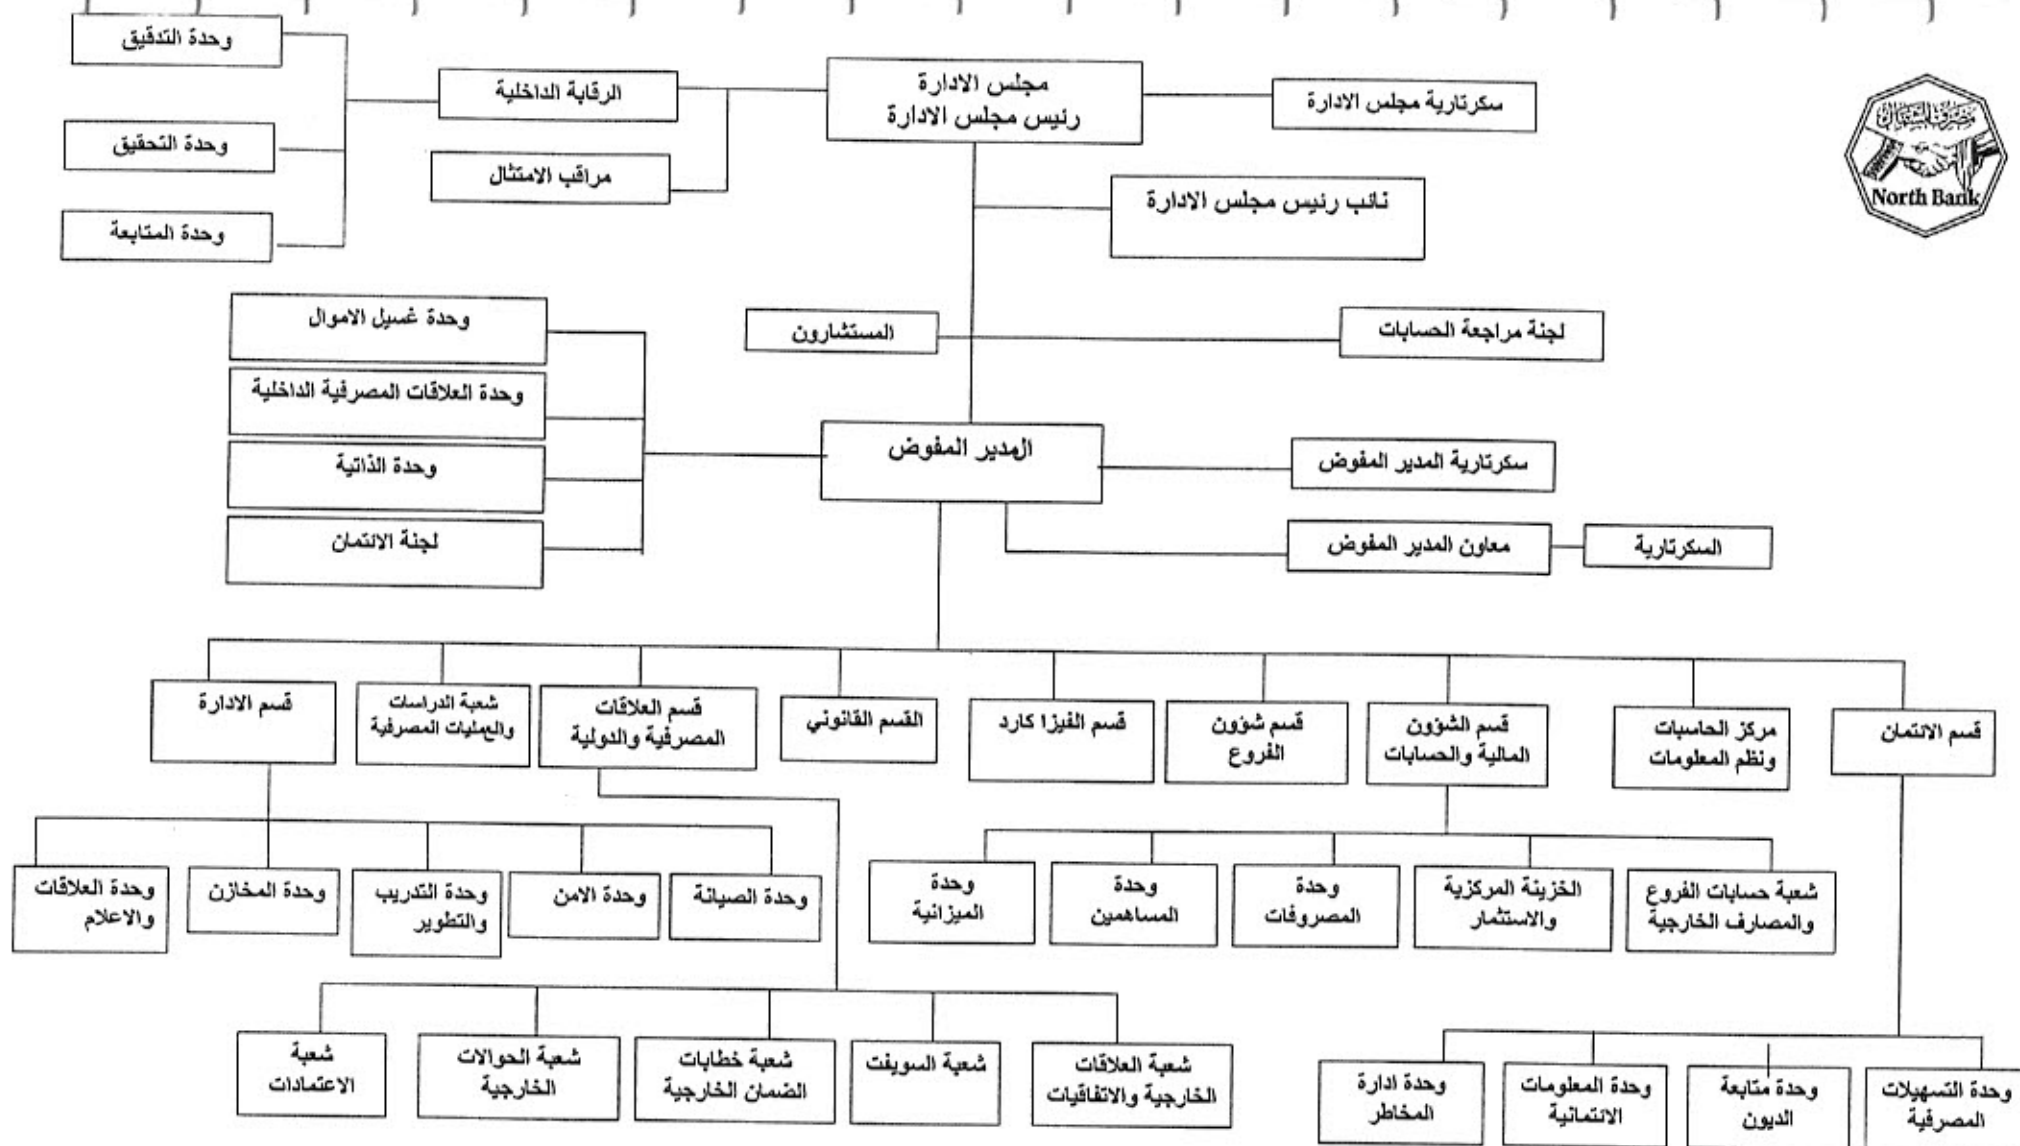 وحدة التدقيق
مجلس الادارة
رئيس مجلس الادارة
سكرتارية مجلس الادارة
الرقابة الداخلية
مصرف الشمال
North Bank
وحدة التحقيق
مراقب الامتثال
نائب رئيس مجلس الادارة
وحدة المتابعة
وحدة غسيل الاموال
المستشارون
لجنة مراجعة الحسابات
وحدة العلاقات المصرفية الداخلية
المدير المفوض
سكرتارية المدير المفوض
وحدة الذاتية
لجنة الائتمان
معاون المدير المفوض
السكرتارية
قسم الائتمان
مركز الحاسبات
ونظم المعلومات
قسم الشؤون
المالية والحسابات
قسم شؤون
الفروع
قسم الفيزا كارد
القسم القانوني
قسم العلاقات
المصرفية والدولية
شعبة الدراسات
والعمليات المصرفية
قسم الادارة
شعبة حسابات الفروع
والمصارف الخارجية
الخزينة المركزية
والاستثمار
وحدة
المصروفات
وحدة
المساهمين
وحدة
الميزانية
وحدة الصيانة
وحدة الامن
وحدة التدريب
والتطوير
وحدة المخازن
وحدة العلاقات
والاعلام
وحدة التسهيلات
المصرفية
وحدة متابعة
الديون
وحدة المعلومات
الائتمانية
وحدة ادارة
المخاطر
شعبة العلاقات
الخارجية والاتفاقيات
شعبة السويفت
شعبة خطابات
الضمان الخارجية
شعبة الحوالات
الخارجية
شعبة
الاعتمادات